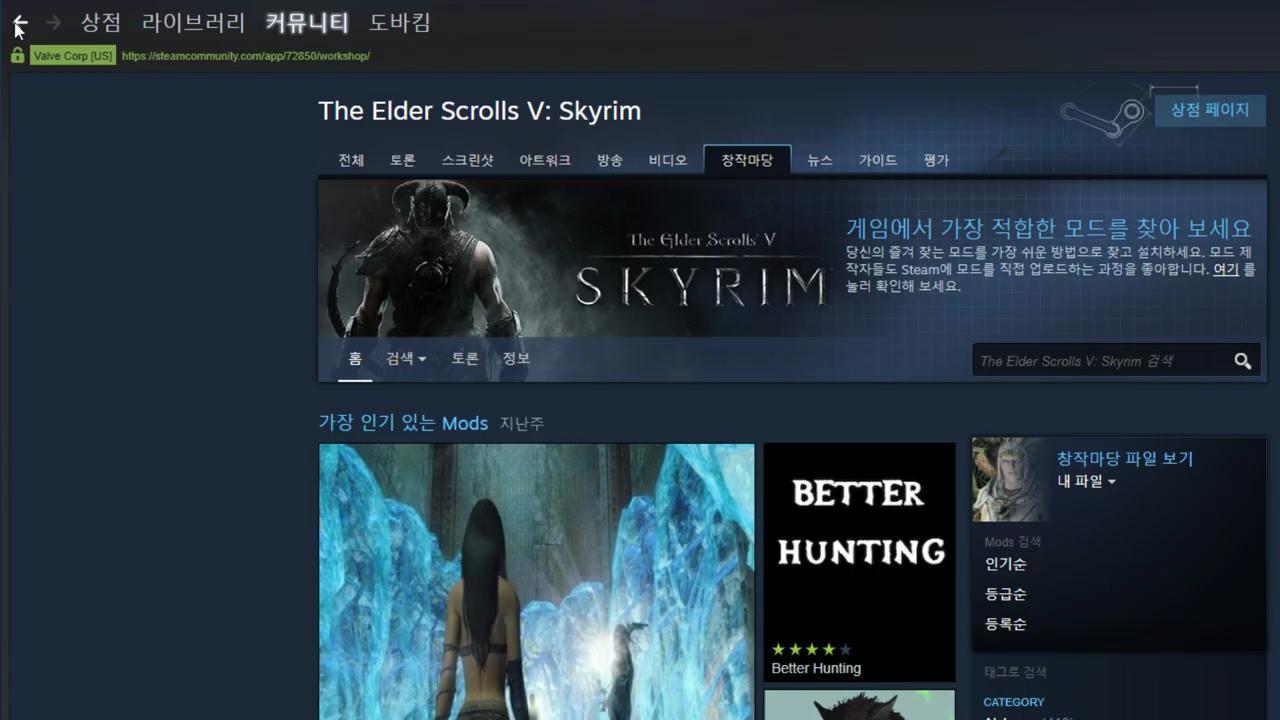 상점 라이브러리 커뮤니티 도바킴
Valve Corp [US] https://steamcommunity.com/app/72850/workshop/
The Elder Scrolls V: Skyrim
상점 페이지
전체 토론 스크린샷 아트워크 방송 비디오 창작마당 뉴스 가이드 평가
The Elder Scrolls V
SKYRIM
게임에서 가장 적합한 모드를 찾아 보세요
당신의 즐겨 찾는 모드를 가장 쉬운 방법으로 찾고 설치하세요. 모드 제
작자들도 Steam에 모드를 직접 업로드하는 과정을 좋아합니다. 여기 를
눌러 확인해 보세요.
홈 검색 토론 정보
The Elder Scrolls V: Skyrim 검색
가장 인기 있는 Mods 지난주
BETTER
HUNTING
Better Hunting
창작마당 파일 보기
내 파일
Mods 검색
인기순
등급순
등록순
태그로 검색
CATEGORY